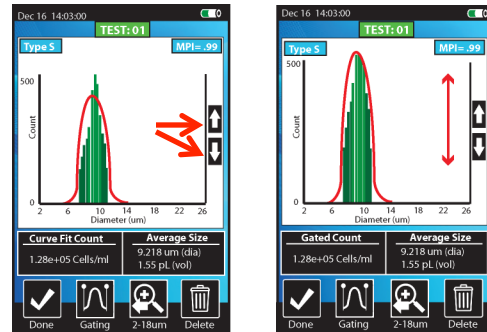 Dec 16 14:03:00
TEST: 01
Type S
MPI= .99
500
Count
0
2 6 10 14 18 22 26
Diameter (um)
Curve Fit Count
1.28e+05 Cells/ml
Average Size
9.218 um (dia)
1.55 pL (vol)
Done
Gating
2-18um
Delete
Dec 16 14:03:00
TEST: 01
Type S
MPI= .99
500
Count
0
2 6 10 14 18 22 26
Diameter (um)
Gated Count
1.28e+05 Cells/ml
Average Size
9.218 um (dia)
1.55 pL (vol)
Done
Gating
2-18um
Delete